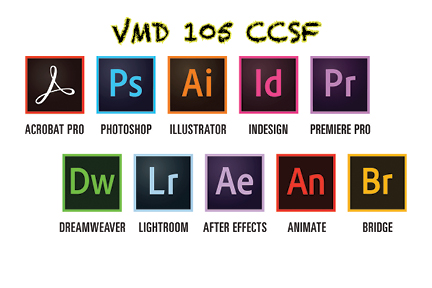 VMD 105 CCSF
Ps Ai Id Pr
ACROBAT PRO PHOTOSHOP ILLUSTRATOR INDESIGN PREMIERE PRO
Dw Lr Ae An Br
DREAMWEAVER LIGHTROOM AFTER EFFECTS ANIMATE BRIDGE